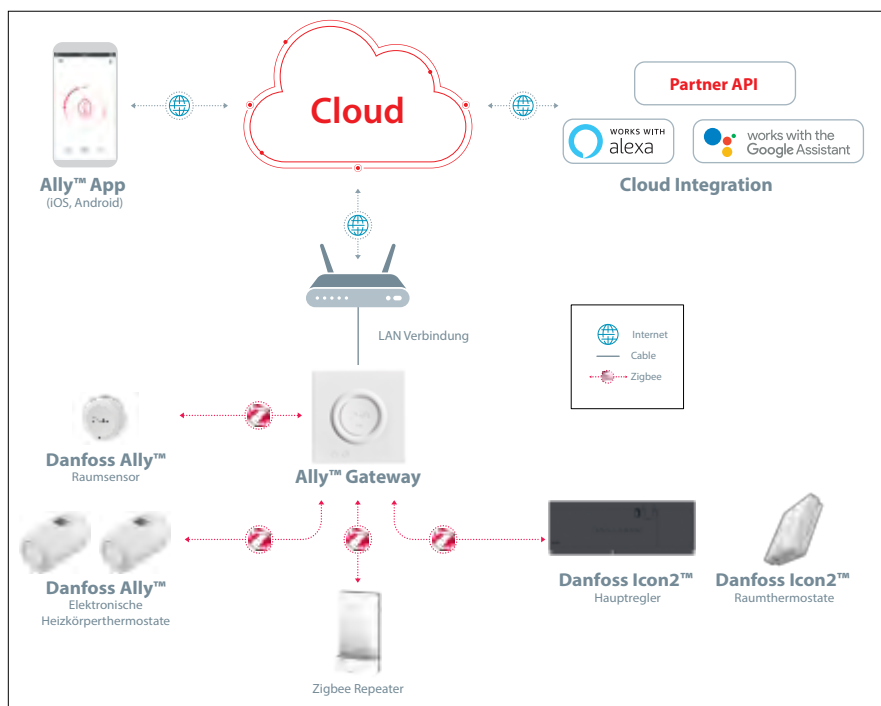 Cloud
Partner API
WORKS WITH
alexa
works with the
Google Assistant
Cloud Integration
Ally™ App
(iOS, Android)
LAN Verbindung
Internet
Cable
Zigbee
Danfoss Ally™
Raumsensor
Ally™ Gateway
Danfoss Ally™
Elektronische
Heizkörperthermostate
Zigbee Repeater
Danfoss Icon2™
Hauptregler
Danfoss Icon2™
Raumthermostate